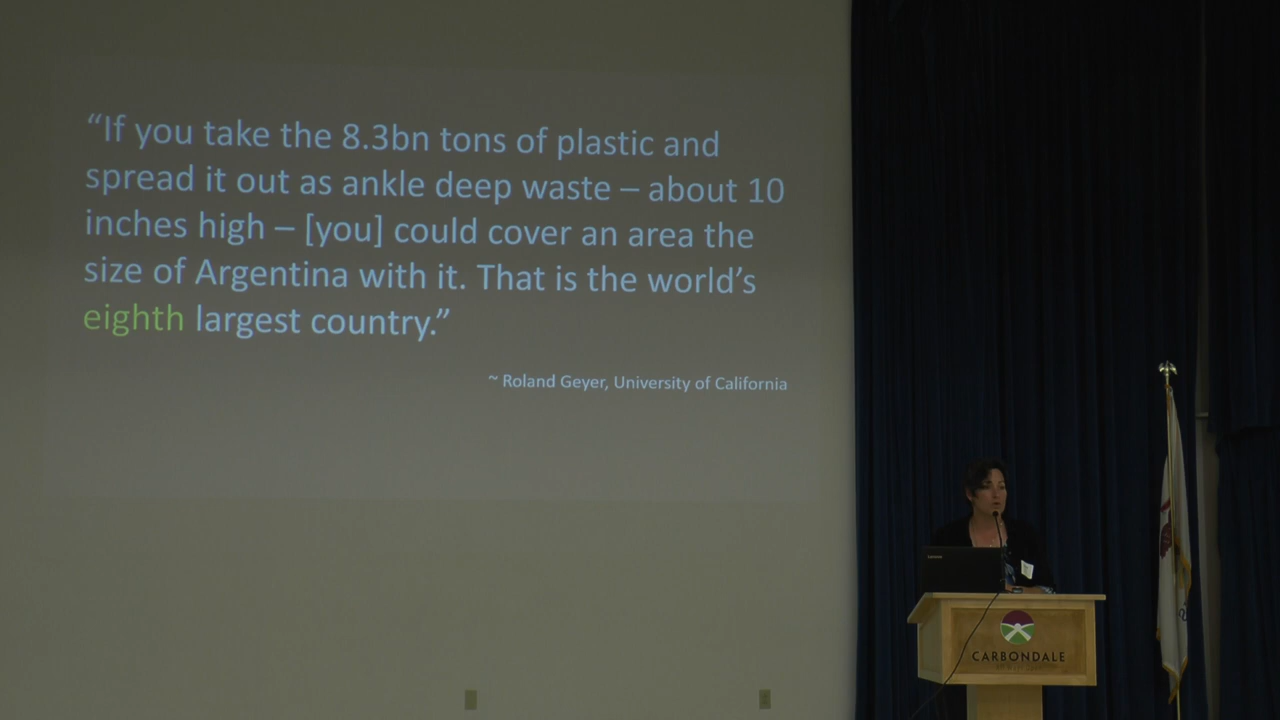 “If you take the 8.3bn tons of plastic and
spread it out as ankle deep waste – about 10
inches high – [you] could cover an area the
size of Argentina with it. That is the world’s
eighth largest country.”
~ Roland Geyer, University of California
CARBONDALE